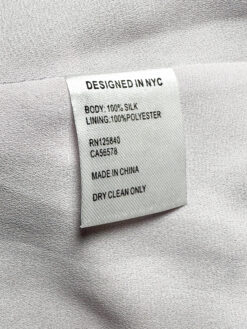 DESIGNED IN NYC
BODY: 100% SILK
LINING: 100%POLYESTER
RN125840
CA56578
MADE IN CHINA
DRY CLEAN ONLY